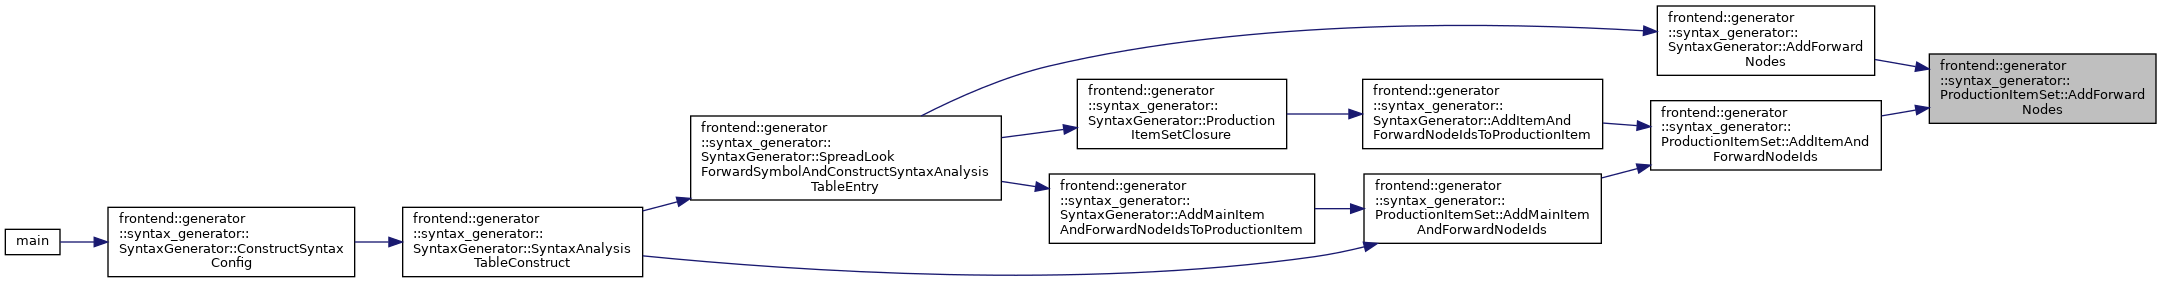 main
frontend::generator
::syntax_generator::
SyntaxGenerator::ConstructSyntax
Config
frontend::generator
::syntax_generator::
SyntaxGenerator::SyntaxAnalysis
TableConstruct
frontend::generator
::syntax_generator::
SyntaxGenerator::SpreadLook
ForwardSymbolAndConstructSyntaxAnalysis
TableEntry
frontend::generator
::syntax_generator::
SyntaxGenerator::Production
ItemSetClosure
frontend::generator
::syntax_generator::
SyntaxGenerator::AddMainItem
AndForwardNodeIdsToProductionItem
frontend::generator
::syntax_generator::
SyntaxGenerator::AddItemAnd
ForwardNodeIdsToProductionItem
frontend::generator
::syntax_generator::
ProductionItemSet::AddMainItem
AndForwardNodeIds
frontend::generator
::syntax_generator::
SyntaxGenerator::AddForward
Nodes
frontend::generator
::syntax_generator::
ProductionItemSet::AddItemAnd
ForwardNodeIds
frontend::generator
::syntax_generator::
ProductionItemSet::AddForward
Nodes